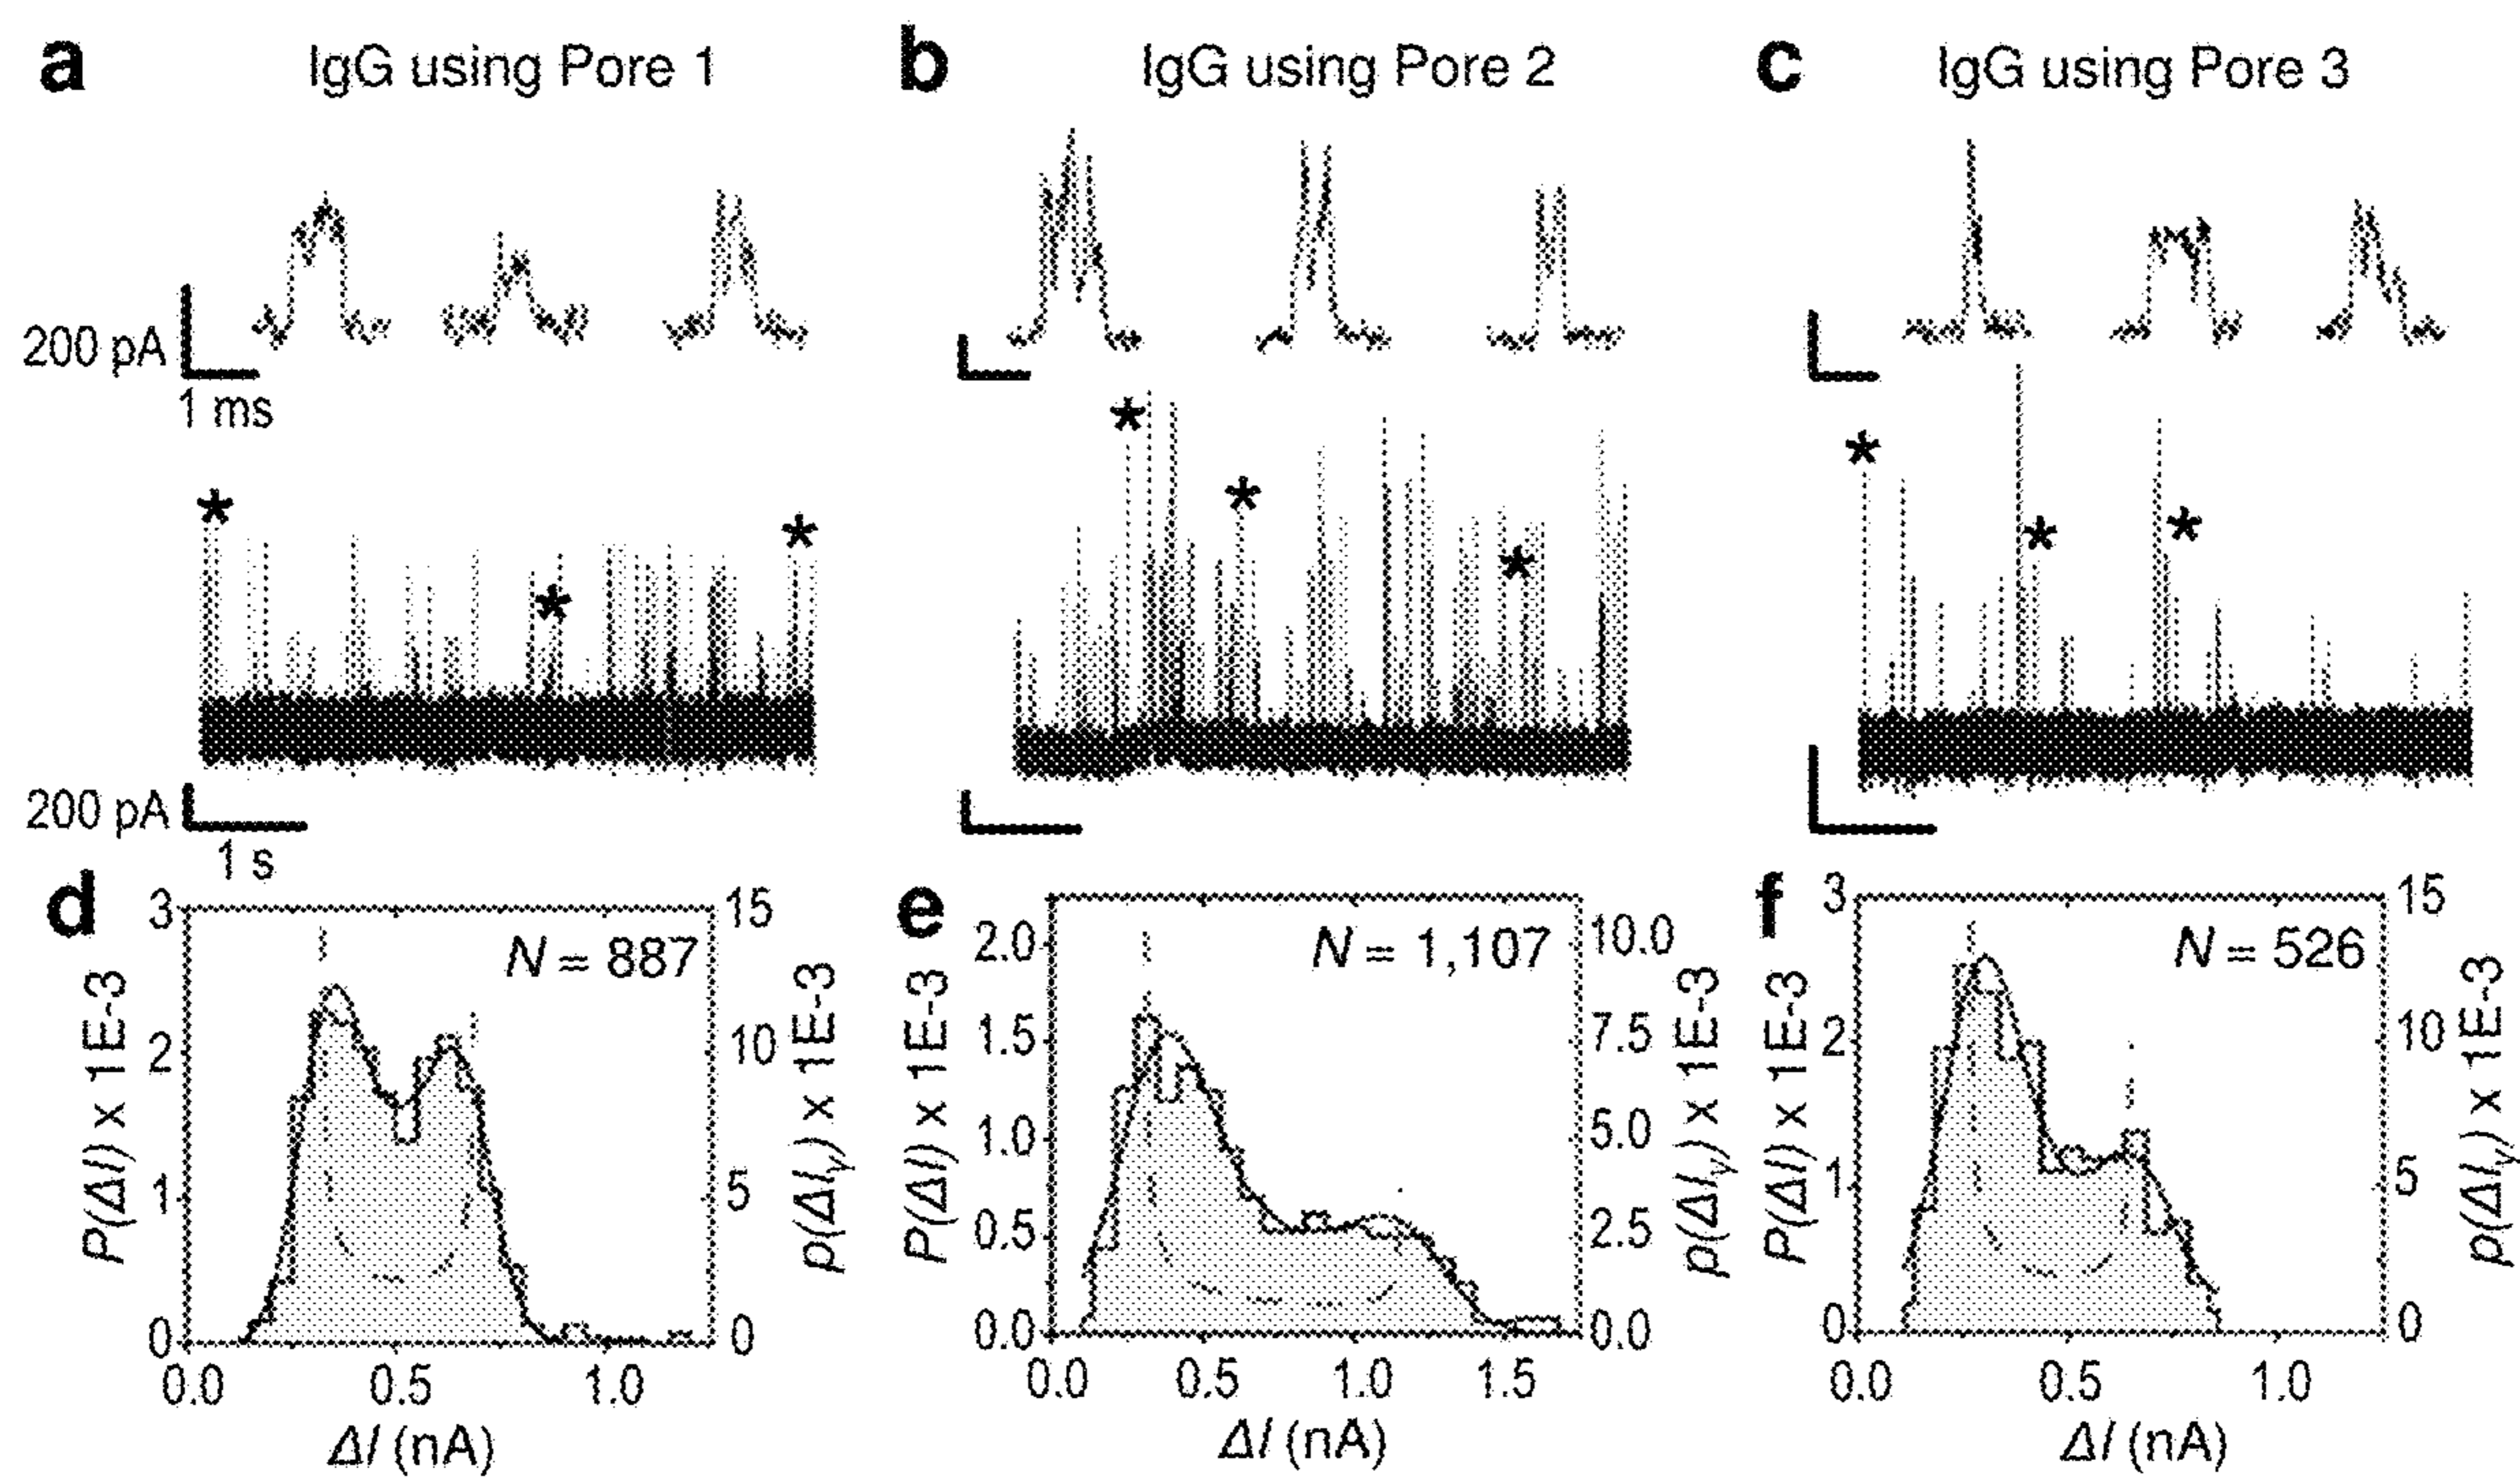 a IgG using Pore 1
b IgG using Pore 2
c IgG using Pore 3
200 pA
1 ms
*
*
*
*
*
*
*
*
*
200 pA
1 s
d
3
2
1
0
P(ΔI) x 1E-3
N = 887
15
10
5
0
p(ΔIγ) x 1E-3
0.0 0.5 1.0
ΔI (nA)
e
2.0
1.5
1.0
0.5
0.0
P(ΔI) x 1E-3
N = 1,107
10.0
7.5
5.0
2.5
0.0
p(ΔIγ) x 1E-3
0.0 0.5 1.0 1.5
ΔI (nA)
f
3
2
1
0
P(ΔI) x 1E-3
N = 526
15
10
5
0
p(ΔIγ) x 1E-3
0.0 0.5 1.0
ΔI (nA)